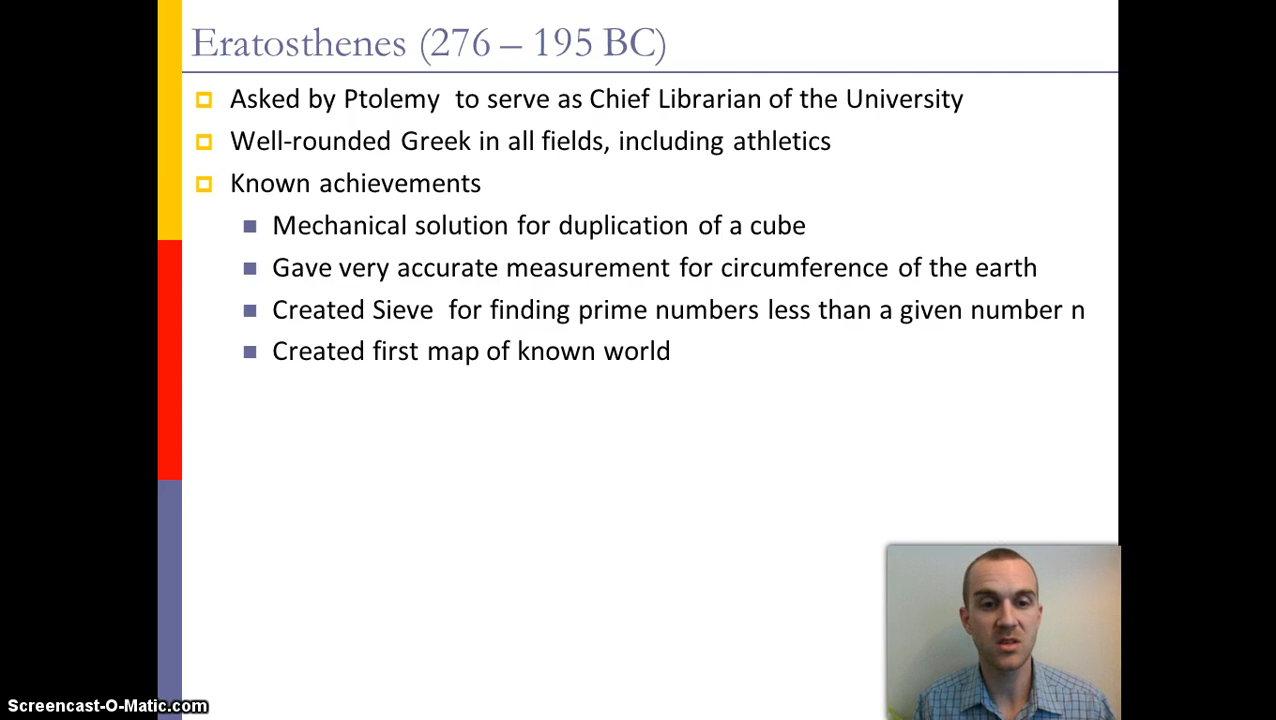 Eratosthenes (276 – 195 BC)
Asked by Ptolemy to serve as Chief Librarian of the University
Well-rounded Greek in all fields, including athletics
Known achievements
Mechanical solution for duplication of a cube
Gave very accurate measurement for circumference of the earth
Created Sieve for finding prime numbers less than a given number n
Created first map of known world
Screencast-O-Matic.com